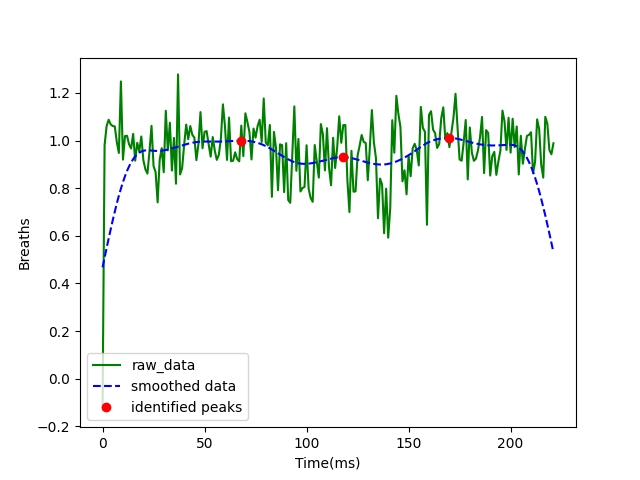 1.2
1.0
0.8
0.6
0.4
0.2
0.0
−0.2
Breaths
raw_data
smoothed data
identified peaks
0 50 100 150 200
Time(ms)